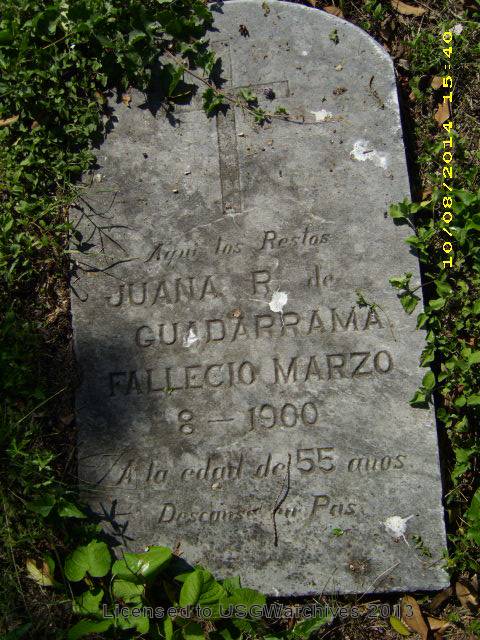 Aqui los Restos
JUANA R. de
GUADARRAMA
FALLECIO MARZO
8 - 1900
A la edad de 55 anos
Descanse en Pas.
10/08/2014 15:40
Licensed to USGWarchives 2013